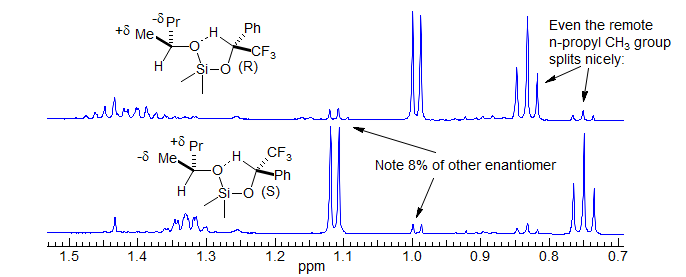 -δ Pr
+δ Me
H
O
H
Ph
CF3
Si O (R)
Even the remote
n-propyl CH3 group
splits nicely:
+δ Pr
-δ Me
H
O
H
CF3
Ph
Si O (S)
Note 8% of other enantiomer
1.5 1.4 1.3 1.2 1.1 1.0 0.9 0.8 0.7
ppm